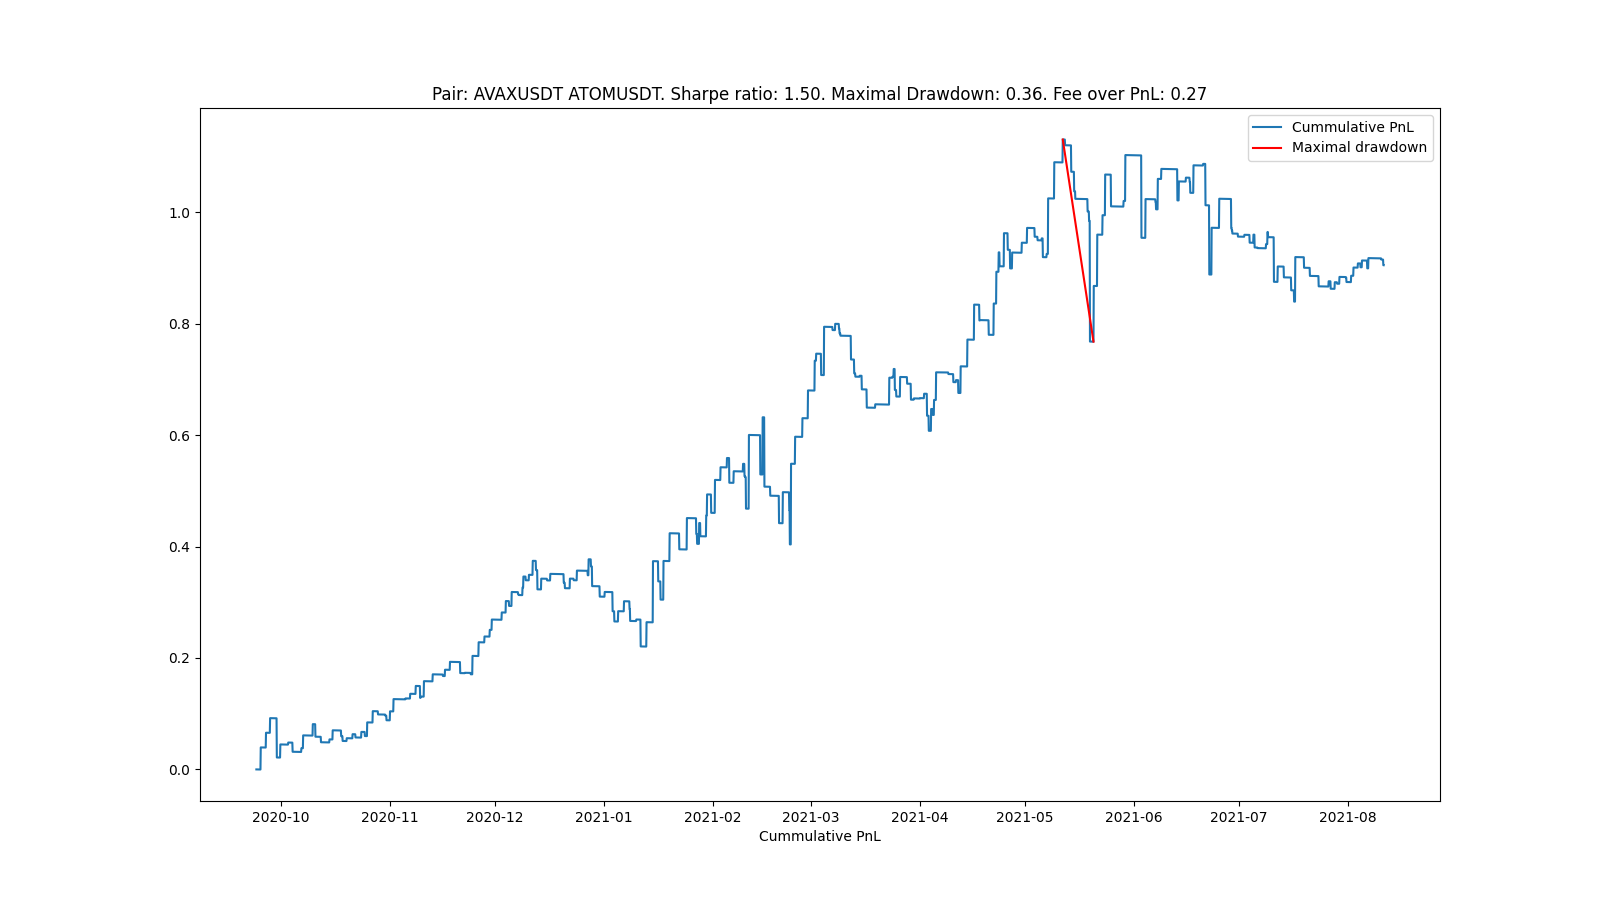 Pair: AVAXUSDT ATOMUSDT. Sharpe ratio: 1.50. Maximal Drawdown: 0.36. Fee over PnL: 0.27
Cummulative PnL
Maximal drawdown
1.0
0.8
0.6
0.4
0.2
0.0
2020-10 2020-11 2020-12 2021-01 2021-02 2021-03 2021-04 2021-05 2021-06 2021-07 2021-08
Cummulative PnL